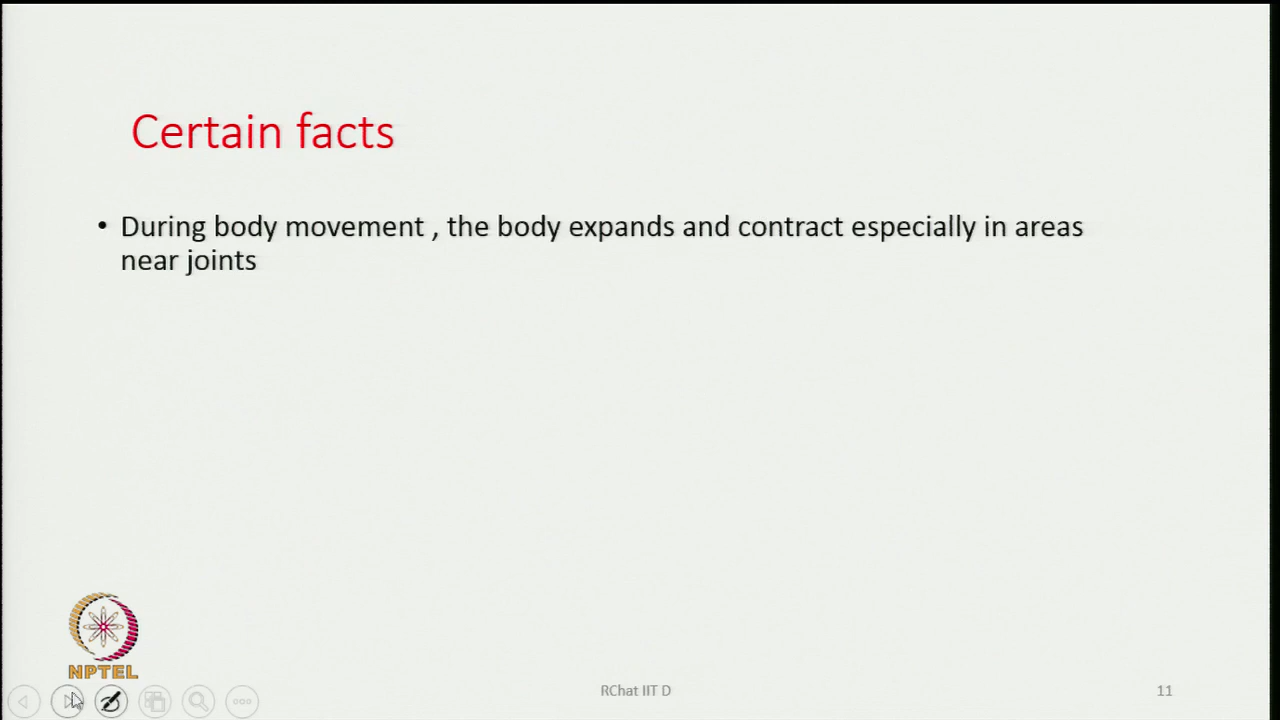 Certain facts
• During body movement , the body expands and contract especially in areas
near joints
NPTEL
RChat IIT D
11